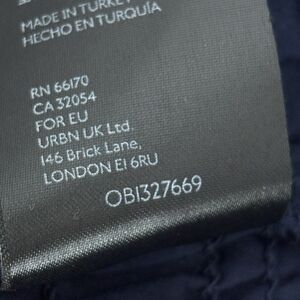 MADE IN TURKEY
HECHO EN TURQUÍA
RN 66170
CA 32054
FOR EU
URBN UK Ltd.
146 Brick Lane,
LONDON E1 6RU
OB1327669